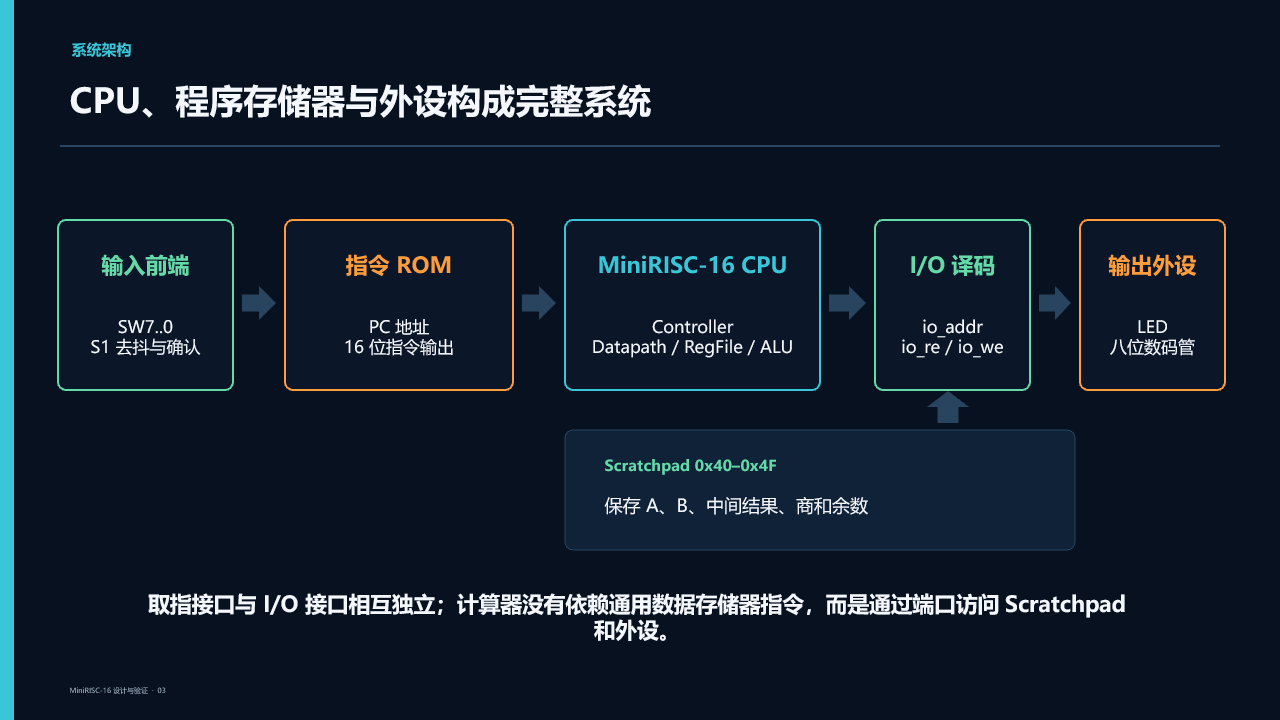 系统架构
CPU、程序存储器与外设构成完整系统
输入前端
SW7..0
S1 去抖与确认
指令 ROM
PC 地址
16 位指令输出
MiniRISC-16 CPU
Controller
Datapath / RegFile / ALU
I/O 译码
io_addr
io_re / io_we
输出外设
LED
八位数码管
Scratchpad 0x40–0x4F
保存 A、B、中间结果、商和余数
取指接口与 I/O 接口相互独立；计算器没有依赖通用数据存储器指令，而是通过端口访问 Scratchpad
和外设。
MiniRISC-16 设计与验证 · 03